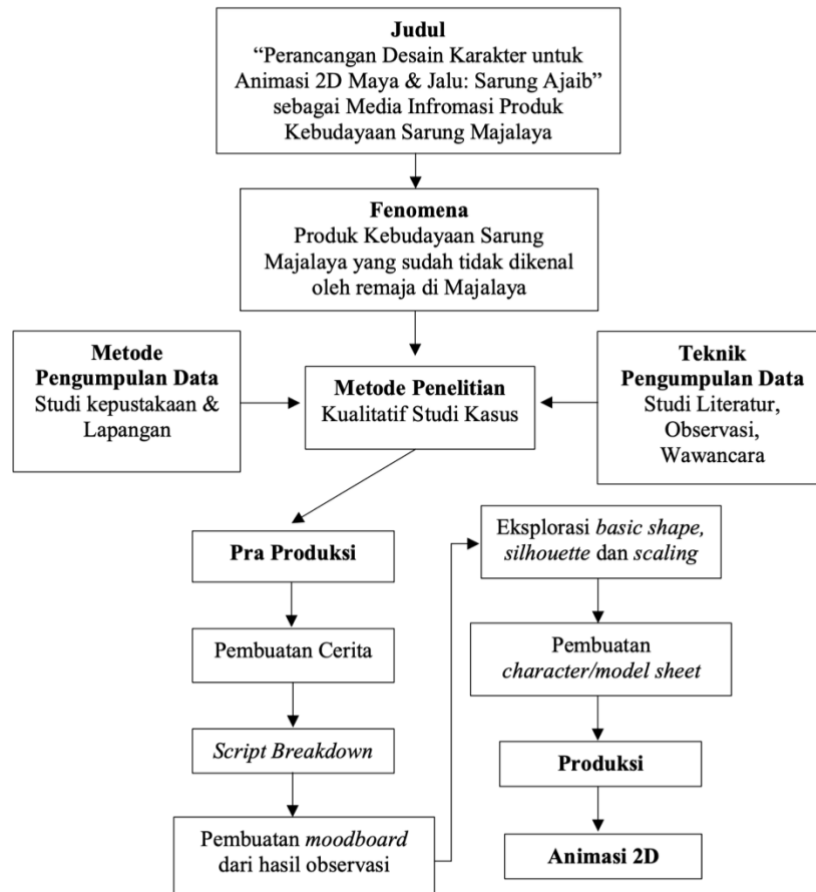 Judul
“Perancangan Desain Karakter untuk
Animasi 2D Maya & Jalu: Sarung Ajaib”
sebagai Media Infromasi Produk
Kebudayaan Sarung Majalaya
Fenomena
Produk Kebudayaan Sarung
Majalaya yang sudah tidak dikenal
oleh remaja di Majalaya
Metode
Pengumpulan Data
Studi kepustakaan &
Lapangan
Metode Penelitian
Kualitatif Studi Kasus
Teknik
Pengumpulan Data
Studi Literatur,
Observasi,
Wawancara
Pra Produksi
Pembuatan Cerita
Script Breakdown
Pembuatan moodboard
dari hasil observasi
Eksplorasi basic shape,
silhouette dan scaling
Pembuatan
character/model sheet
Produksi
Animasi 2D